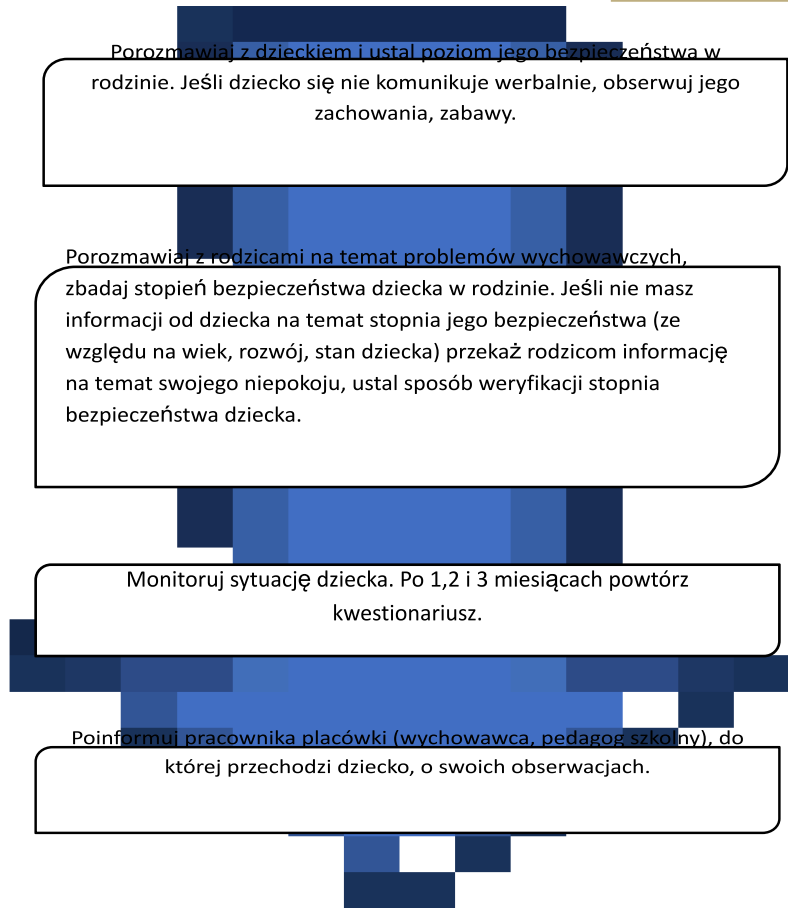 Porozmawiaj z dzieckiem i ustal poziom jego bezpieczeństwa w
rodzinie. Jeśli dziecko się nie komunikuje werbalnie, obserwuj jego
zachowania, zabawy.
Porozmawiaj z rodzicami na temat problemów wychowawczych,
zbadaj stopień bezpieczeństwa dziecka w rodzinie. Jeśli nie masz
informacji od dziecka na temat stopnia jego bezpieczeństwa (ze
względu na wiek, rozwój, stan dziecka) przekaż rodzicom informację
na temat swojego niepokoju, ustal sposób weryfikacji stopnia
bezpieczeństwa dziecka.
Monitoruj sytuację dziecka. Po 1,2 i 3 miesiącach powtórz
kwestionariusz.
Poinformuj pracownika placówki (wychowawca, pedagog szkolny), do
której przechodzi dziecko, o swoich obserwacjach.